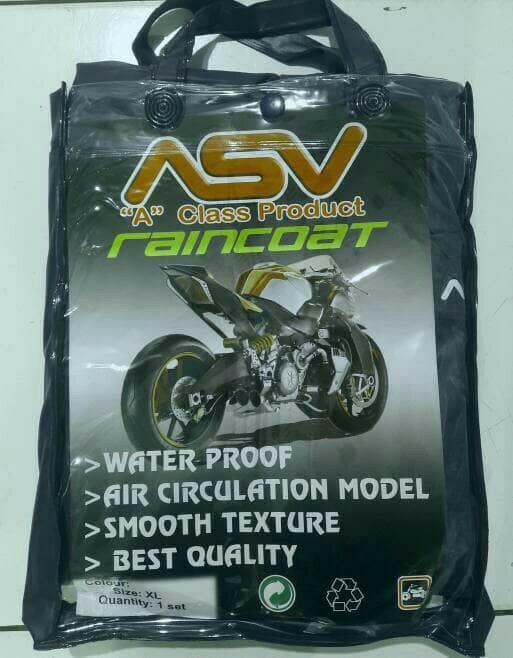 ASV
"A" Class Product
raincoat
>WATER PROOF
>AIR CIRCULATION MODEL
>SMOOTH TEXTURE
> BEST QUALITY
Colour:
Size: XL
Quantity: 1 set